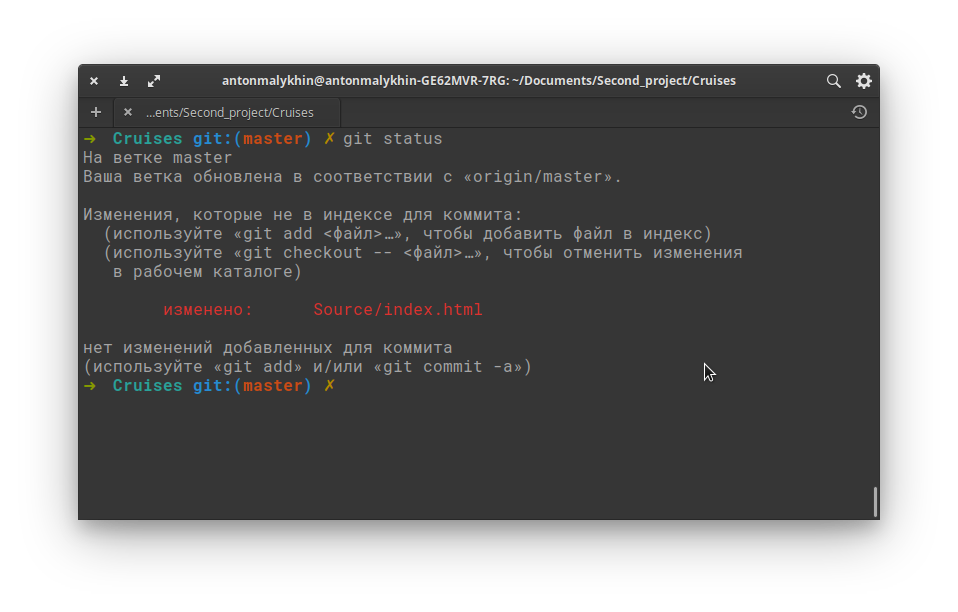 antonmalykhin@antonmalykhin-GE62MVR-7RG: ~/Documents/Second_project/Cruises
...ents/Second_project/Cruises
➜ Cruises git:(master) ✗ git status
На ветке master
Ваша ветка обновлена в соответствии с «origin/master».
Изменения, которые не в индексе для коммита:
(используйте «git add <файл>…», чтобы добавить файл в индекс)
(используйте «git checkout -- <файл>…», чтобы отменить изменения
в рабочем каталоге)
изменено: Source/index.html
нет изменений добавленных для коммита
(используйте «git add» и/или «git commit -a»)
➜ Cruises git:(master) ✗